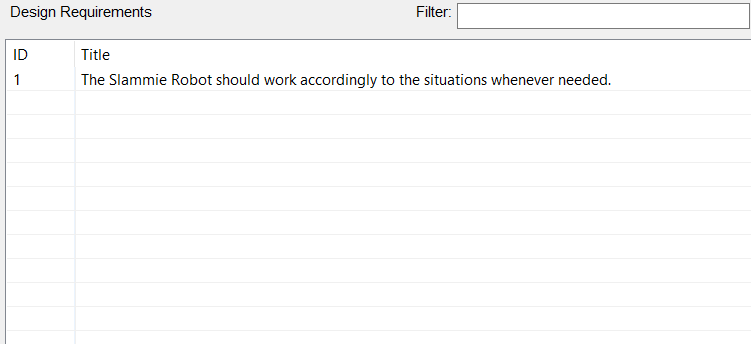 Design Requirements Filter:
ID Title
1 The Slammie Robot should work accordingly to the situations whenever needed.